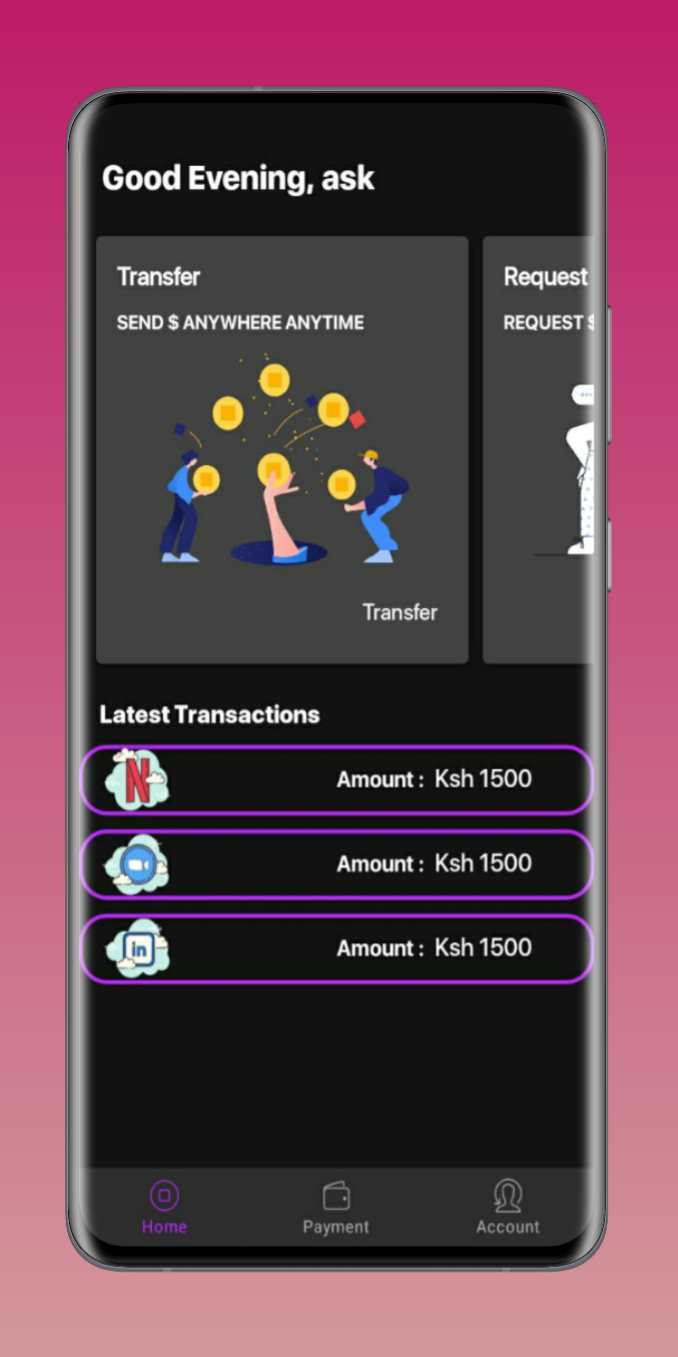 Good Evening, ask
Transfer
SEND $ ANYWHERE ANYTIME
Transfer
Request
REQUEST $
Latest Transactions
N
Amount : Ksh 1500
Amount : Ksh 1500
in
Amount : Ksh 1500
Home
Payment
Account